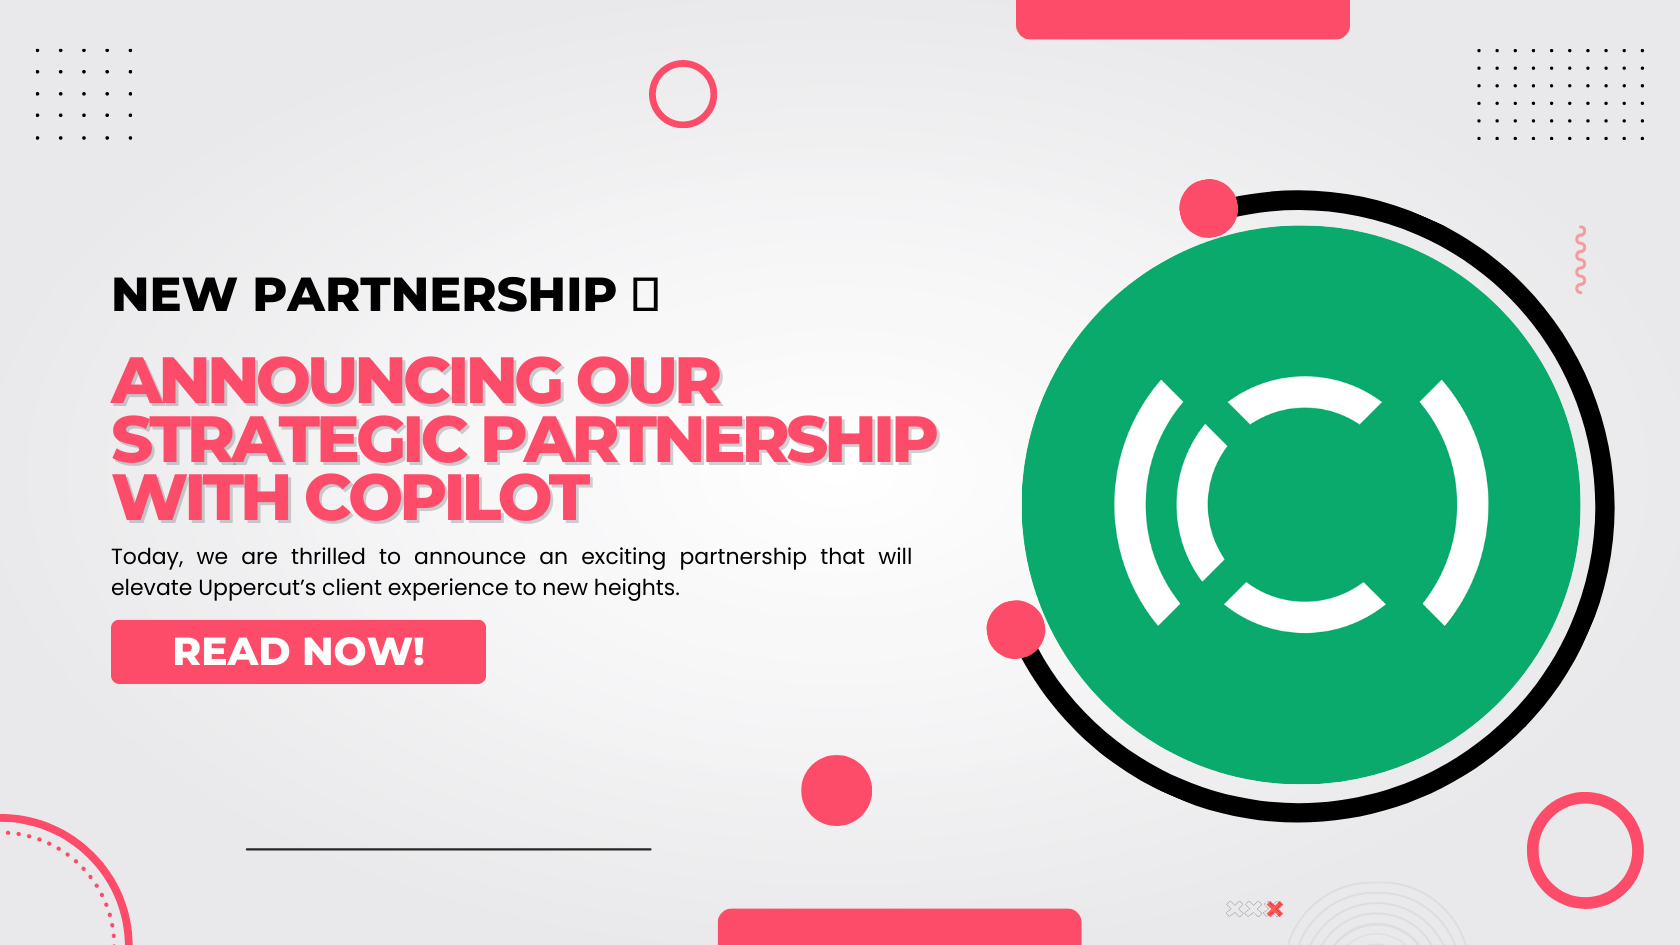 NEW PARTNERSHIP
ANNOUNCING OUR
STRATEGIC PARTNERSHIP
WITH COPILOT
Today, we are thrilled to announce an exciting partnership that will
elevate Uppercut’s client experience to new heights.
READ NOW!